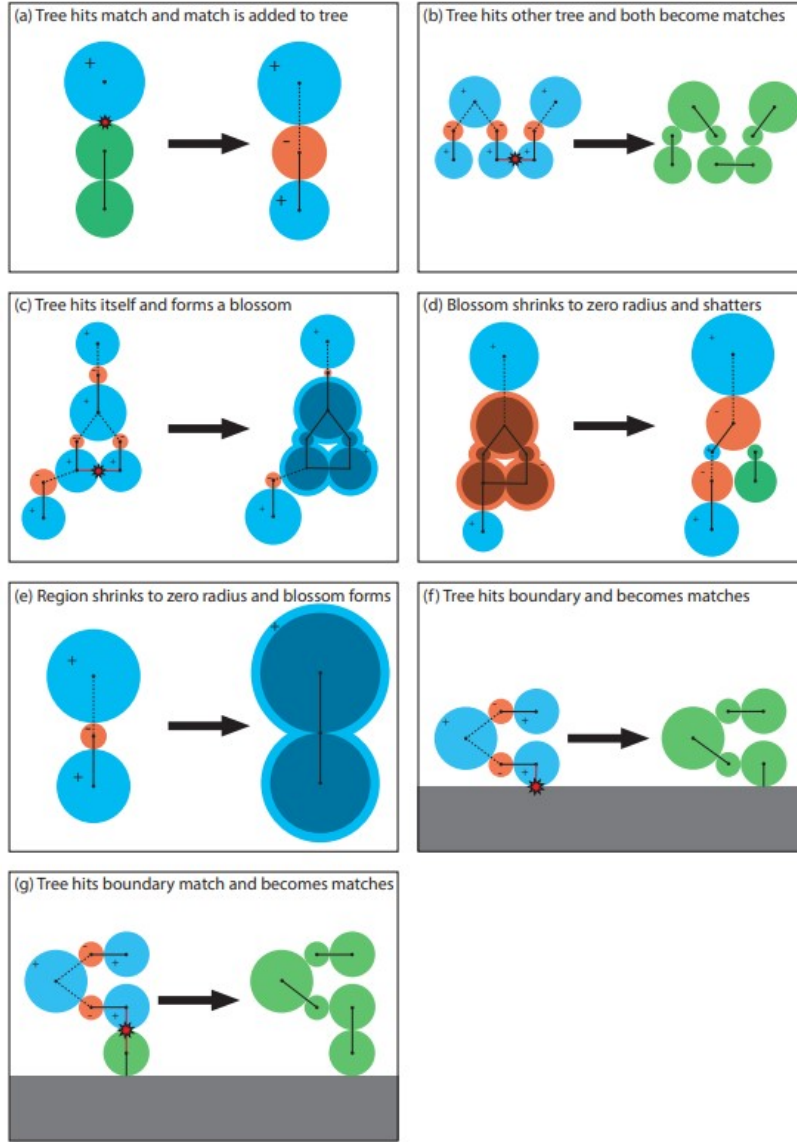 (a) Tree hits match and match is added to tree
(b) Tree hits other tree and both become matches
(c) Tree hits itself and forms a blossom
(d) Blossom shrinks to zero radius and shatters
(e) Region shrinks to zero radius and blossom forms
(f) Tree hits boundary and becomes matches
(g) Tree hits boundary match and becomes matches